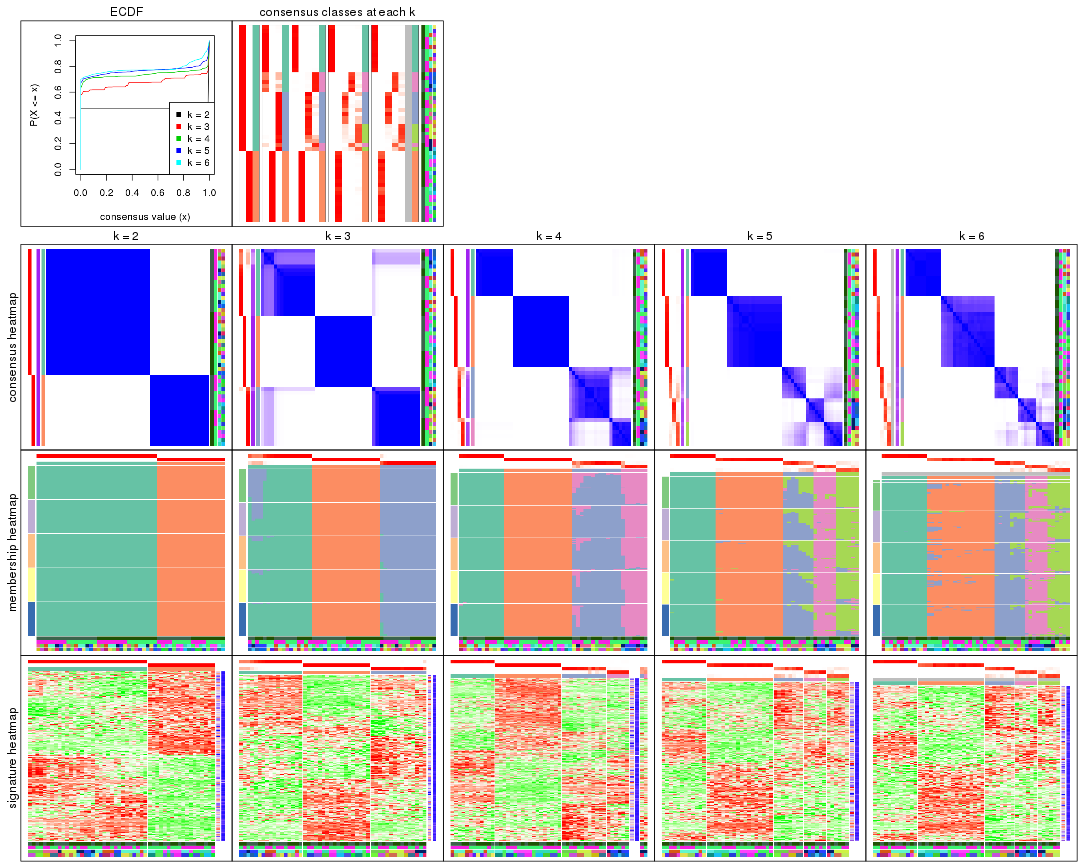 ECDF
consensus classes at each k
P(X <= x)
0.0 0.2 0.4 0.6 0.8 1.0
k = 2
k = 3
k = 4
k = 5
k = 6
0.0 0.2 0.4 0.6 0.8 1.0
consensus value (x)
k = 2
k = 3
k = 4
k = 5
k = 6
consensus heatmap
membership heatmap
signature heatmap